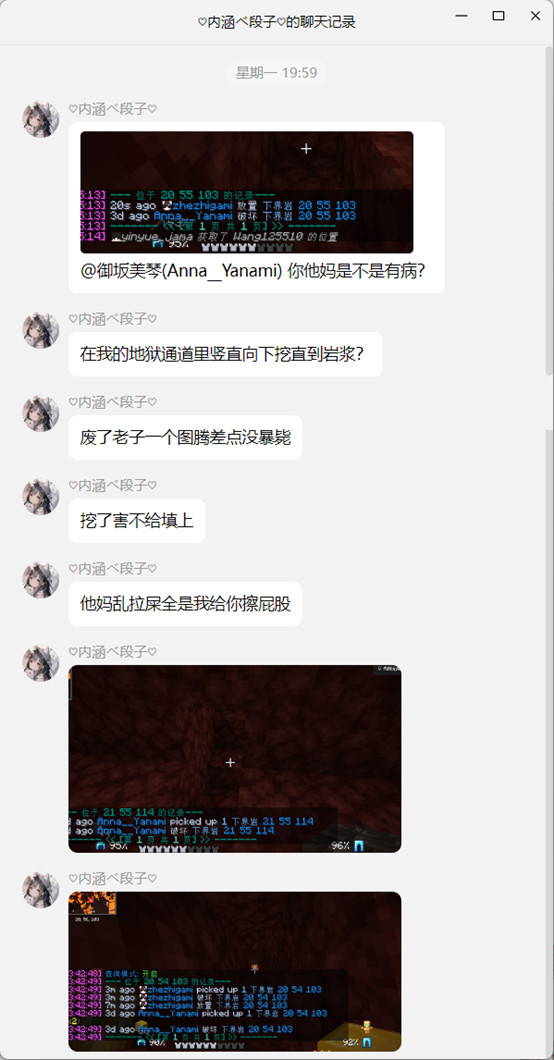 ♡内涵ベ段子♡的聊天记录
星期一 19:59
♡内涵ベ段子♡
5:13] --- 位于 20 55 103 的记录---
5:13] 20s ago zhezhigami 放置 下界岩 20 55 103
5:13] 3d ago Anna__Yanami 破坏 下界岩 20 55 103
5:13] -------- << [第 1 页 共 1 页] >> --------
5:14] yinyue_jama 获取了 Wang125510 的位置
95%
@御坂美琴(Anna__Yanami) 你他妈是不是有病?
♡内涵ベ段子♡
在我的地狱通道里竖直向下挖直到岩浆？
♡内涵ベ段子♡
废了老子一个图腾差点没暴毙
♡内涵ベ段子♡
挖了害不给填上
♡内涵ベ段子♡
他妈乱拉屎全是我给你擦屁股
♡内涵ベ段子♡
- 位于 21 55 114 的记录---
d ago Anna__Yanami picked up 1 下界岩 21 55 114
d ago Anna__Yanami 破坏 下界岩 21 55 114
------ << [第 1 页 共 1 页] >> -------
95%
96%
♡内涵ベ段子♡
20, 56, 103
3:42:48] 查询模式: 开启
3:42:49] --- 位于 20 54 103 的记录---
3:42:49] 3m ago zhezhigami picked up 1 下界岩 20 54 103
3:42:49] 3m ago zhezhigami 破坏 下界岩 20 54 103
3:42:49] 7m ago zhezhigami 放置 下界岩 20 54 103
3:42:49] 3d ago Anna__Yanami picked up 1 下界岩 20 54 103
3:42:49] 3d ago Anna__Yanami 破坏 下界岩 20 54 103
3:42:49] -------- << [第 1 页 共 1 页] >> --------
90%
92%